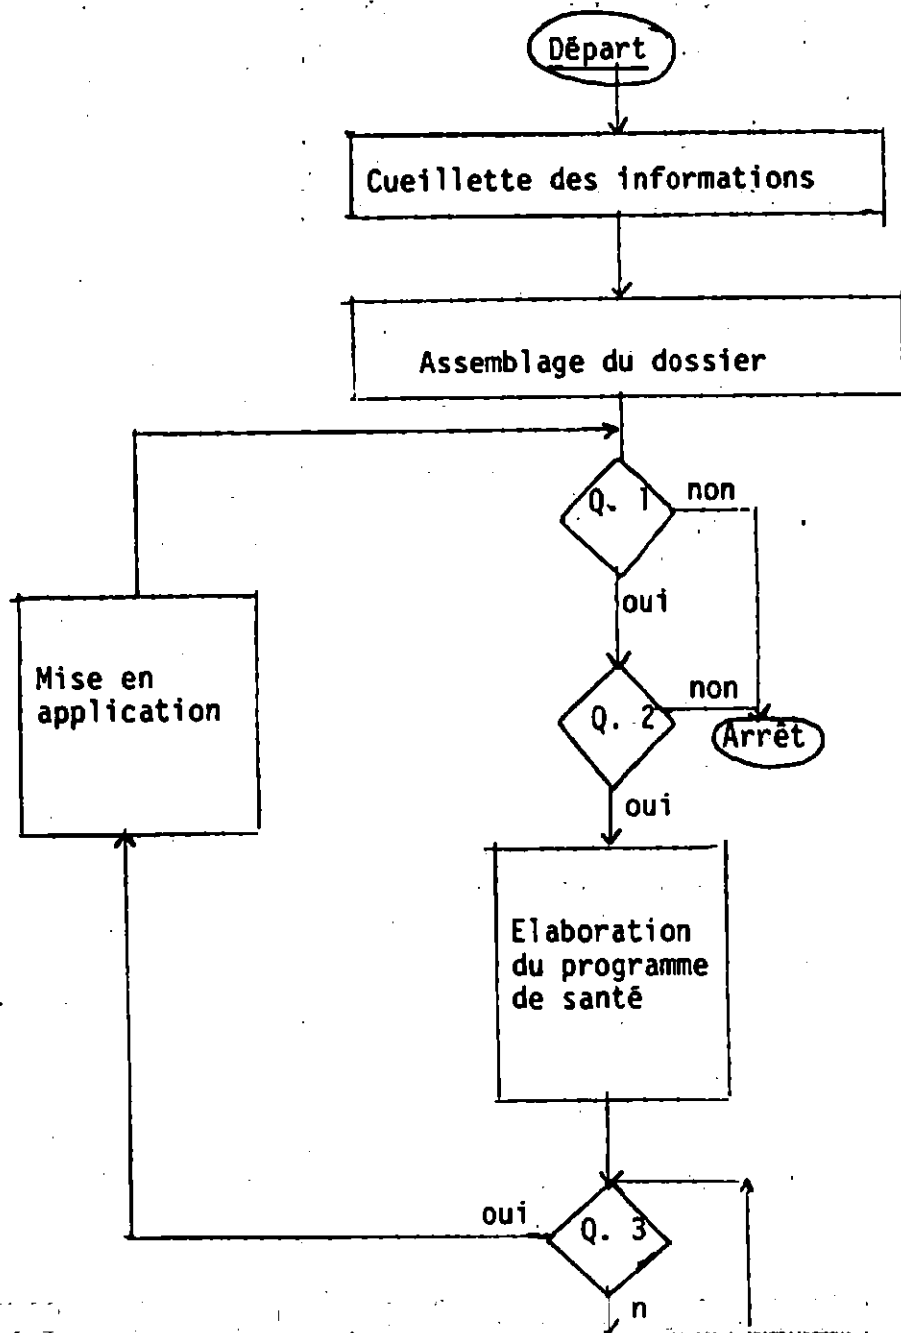 Départ
Cueillette des informations
Assemblage du dossier
Q. 1
non
oui
Mise en
application
Q. 2
non
Arrêt
oui
Elaboration
du programme
de santé
oui
Q. 3
n